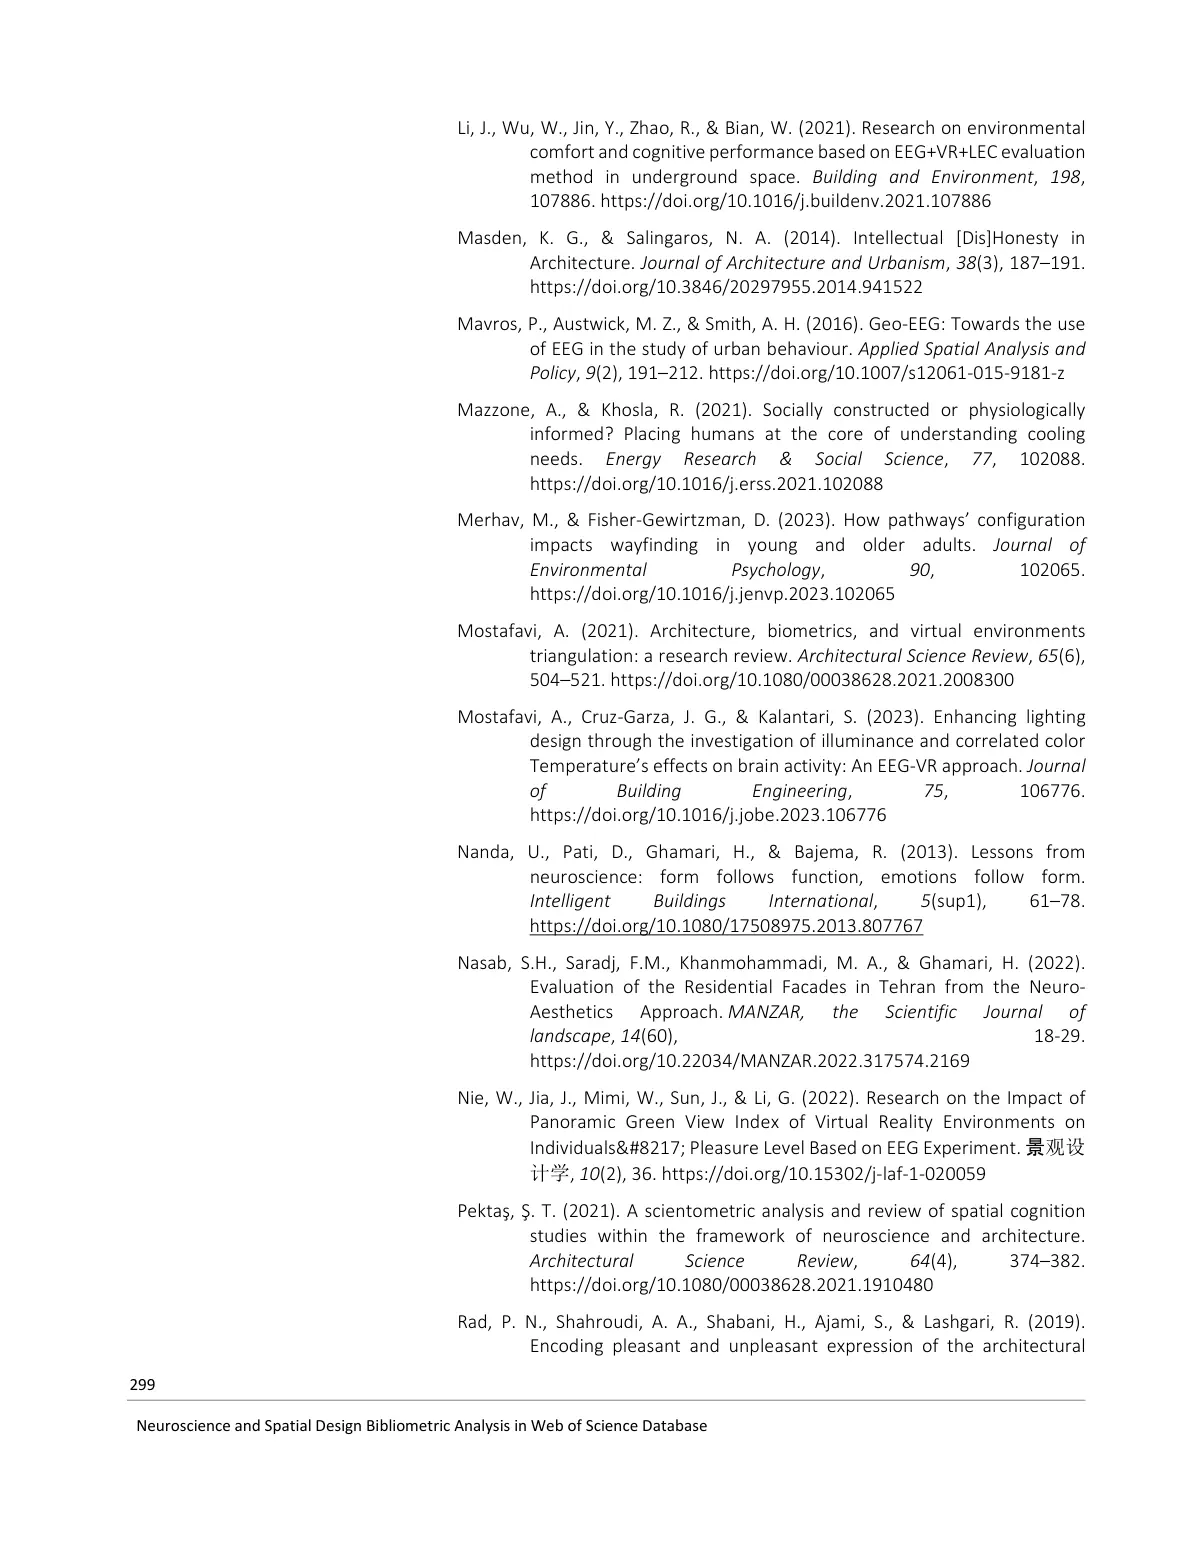 Li, J., Wu, W., Jin, Y., Zhao, R., & Bian, W. (2021). Research on environmental
comfort and cognitive performance based on EEG+VR+LEC evaluation
method in underground space. Building and Environment, 198,
107886. https://doi.org/10.1016/j.buildenv.2021.107886
Masden, K. G., & Salingaros, N. A. (2014). Intellectual [Dis]Honesty in
Architecture. Journal of Architecture and Urbanism, 38(3), 187–191.
https://doi.org/10.3846/20297955.2014.941522
Mavros, P., Austwick, M. Z., & Smith, A. H. (2016). Geo-EEG: Towards the use
of EEG in the study of urban behaviour. Applied Spatial Analysis and
Policy, 9(2), 191–212. https://doi.org/10.1007/s12061-015-9181-z
Mazzone, A., & Khosla, R. (2021). Socially constructed or physiologically
informed? Placing humans at the core of understanding cooling
needs. Energy Research & Social Science, 77, 102088.
https://doi.org/10.1016/j.erss.2021.102088
Merhav, M., & Fisher-Gewirtzman, D. (2023). How pathways’ configuration
impacts wayfinding in young and older adults. Journal of
Environmental Psychology, 90, 102065.
https://doi.org/10.1016/j.jenvp.2023.102065
Mostafavi, A. (2021). Architecture, biometrics, and virtual environments
triangulation: a research review. Architectural Science Review, 65(6),
504–521. https://doi.org/10.1080/00038628.2021.2008300
Mostafavi, A., Cruz-Garza, J. G., & Kalantari, S. (2023). Enhancing lighting
design through the investigation of illuminance and correlated color
Temperature’s effects on brain activity: An EEG-VR approach. Journal
of Building Engineering, 75, 106776.
https://doi.org/10.1016/j.jobe.2023.106776
Nanda, U., Pati, D., Ghamari, H., & Bajema, R. (2013). Lessons from
neuroscience: form follows function, emotions follow form.
Intelligent Buildings International, 5(sup1), 61–78.
https://doi.org/10.1080/17508975.2013.807767
Nasab, S.H., Saradj, F.M., Khanmohammadi, M. A., & Ghamari, H. (2022).
Evaluation of the Residential Facades in Tehran from the Neuro-
Aesthetics Approach. MANZAR, the Scientific Journal of
landscape, 14(60), 18-29.
https://doi.org/10.22034/MANZAR.2022.317574.2169
Nie, W., Jia, J., Mimi, W., Sun, J., & Li, G. (2022). Research on the Impact of
Panoramic Green View Index of Virtual Reality Environments on
Individuals&#8217; Pleasure Level Based on EEG Experiment. 景观设
计学, 10(2), 36. https://doi.org/10.15302/j-laf-1-020059
Pektaş, Ş. T. (2021). A scientometric analysis and review of spatial cognition
studies within the framework of neuroscience and architecture.
Architectural Science Review, 64(4), 374–382.
https://doi.org/10.1080/00038628.2021.1910480
Rad, P. N., Shahroudi, A. A., Shabani, H., Ajami, S., & Lashgari, R. (2019).
Encoding pleasant and unpleasant expression of the architectural
299
Neuroscience and Spatial Design Bibliometric Analysis in Web of Science Database